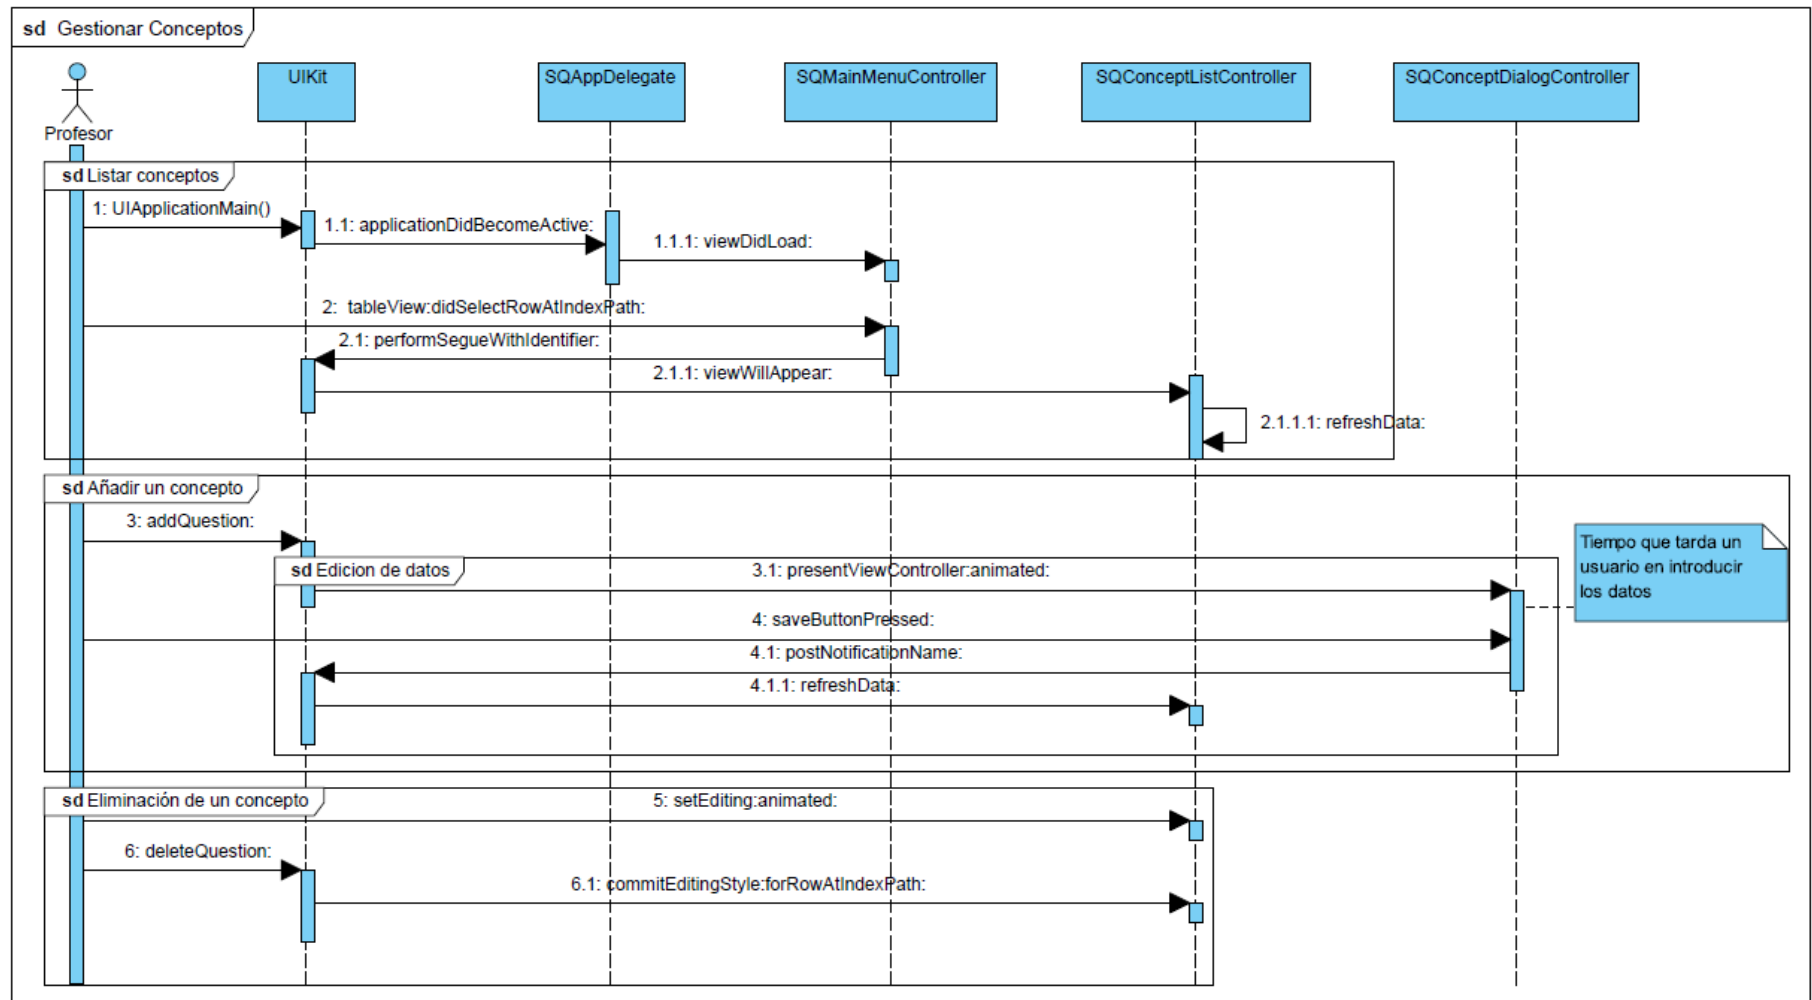 sd Gestionar Conceptos
Profesor
UIKit
SQAppDelegate
SQMainMenuController
SQConceptListController
SQConceptDialogController
sd Listar conceptos
1: UIApplicationMain()
1.1: applicationDidBecomeActive:
1.1.1: viewDidLoad:
2: tableView:didSelectRowAtIndexPath:
2.1: performSegueWithIdentifier:
2.1.1: viewWillAppear:
2.1.1.1: refreshData:
sd Añadir un concepto
3: addQuestion:
sd Edicion de datos
3.1: presentViewController:animated:
Tiempo que tarda un
usuario en introducir
los datos
4: saveButtonPressed:
4.1: postNotificationName:
4.1.1: refreshData:
sd Eliminación de un concepto
5: setEditing:animated:
6: deleteQuestion:
6.1: commitEditingStyle:forRowAtIndexPath: